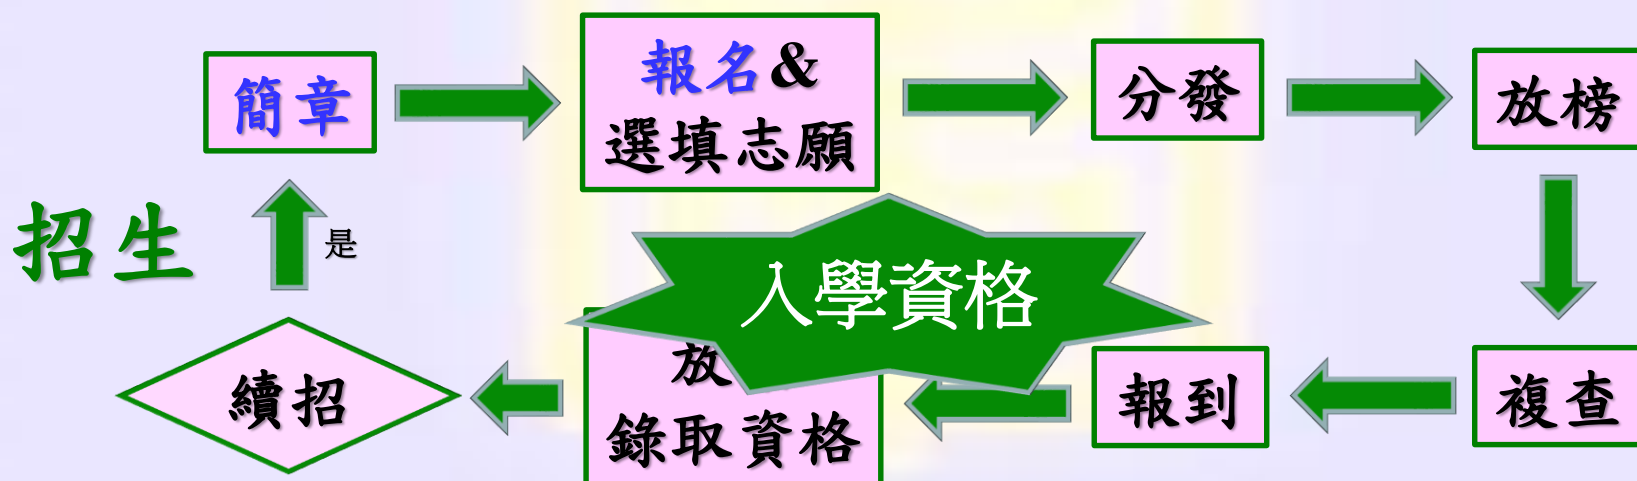 簡章
報名&
選填志願
分發
放榜
招生
是
入學資格
續招
放
錄取資格
報到
複查